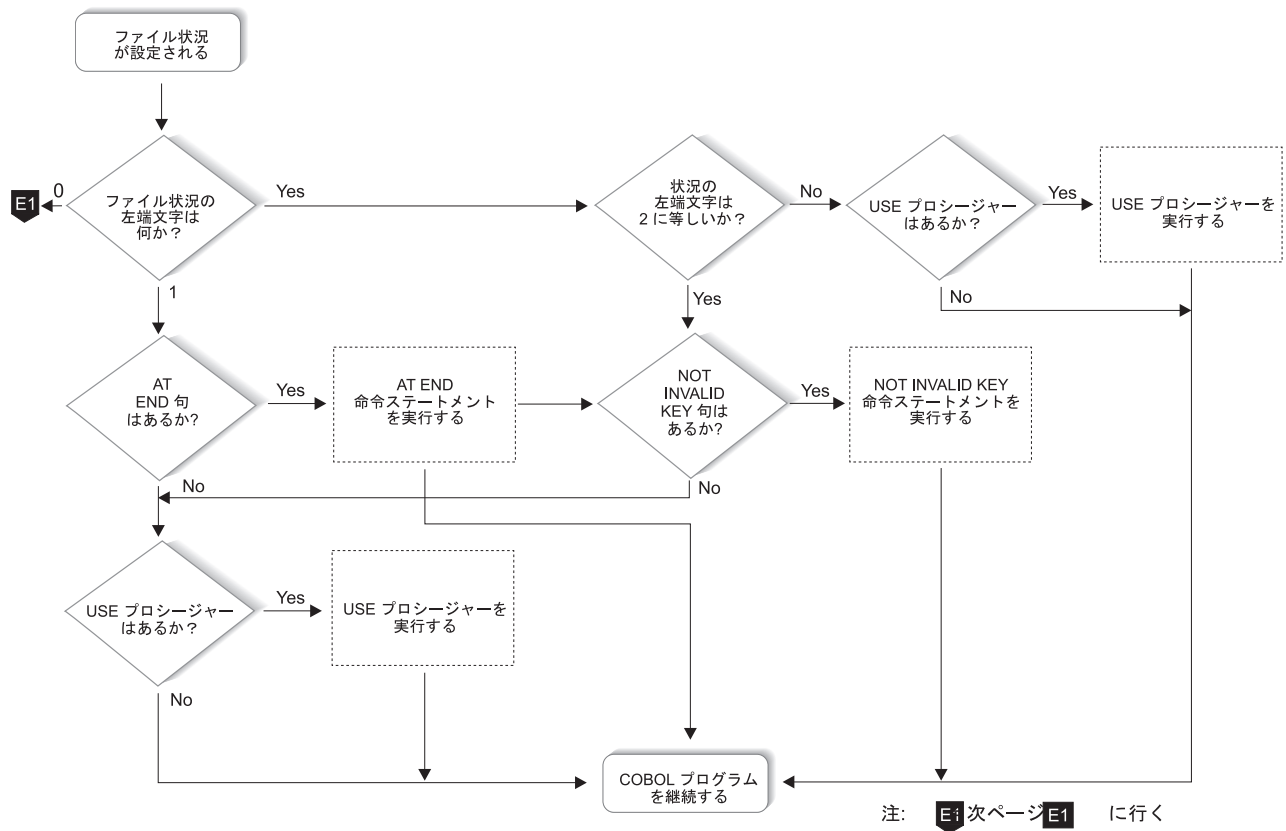 ファイル状況
が設定される
E1
0
ファイル状況の
左端文字は
何か？
Yes
状況の
左端文字は
2 に等しいか？
No
USE プロシージャー
はあるか？
Yes
USE プロシージャーを
実行する
1
Yes
No
AT
END 句
はあるか?
Yes
AT END
命令ステートメント
を実行する
NOT
INVALID
KEY 句は
あるか?
Yes
NOT INVALID KEY
命令ステートメントを
実行する
No
No
USE プロシージャー
はあるか？
Yes
USE プロシージャーを
実行する
No
COBOL プログラム
を継続する
注: E1 次ページ E1 に行く